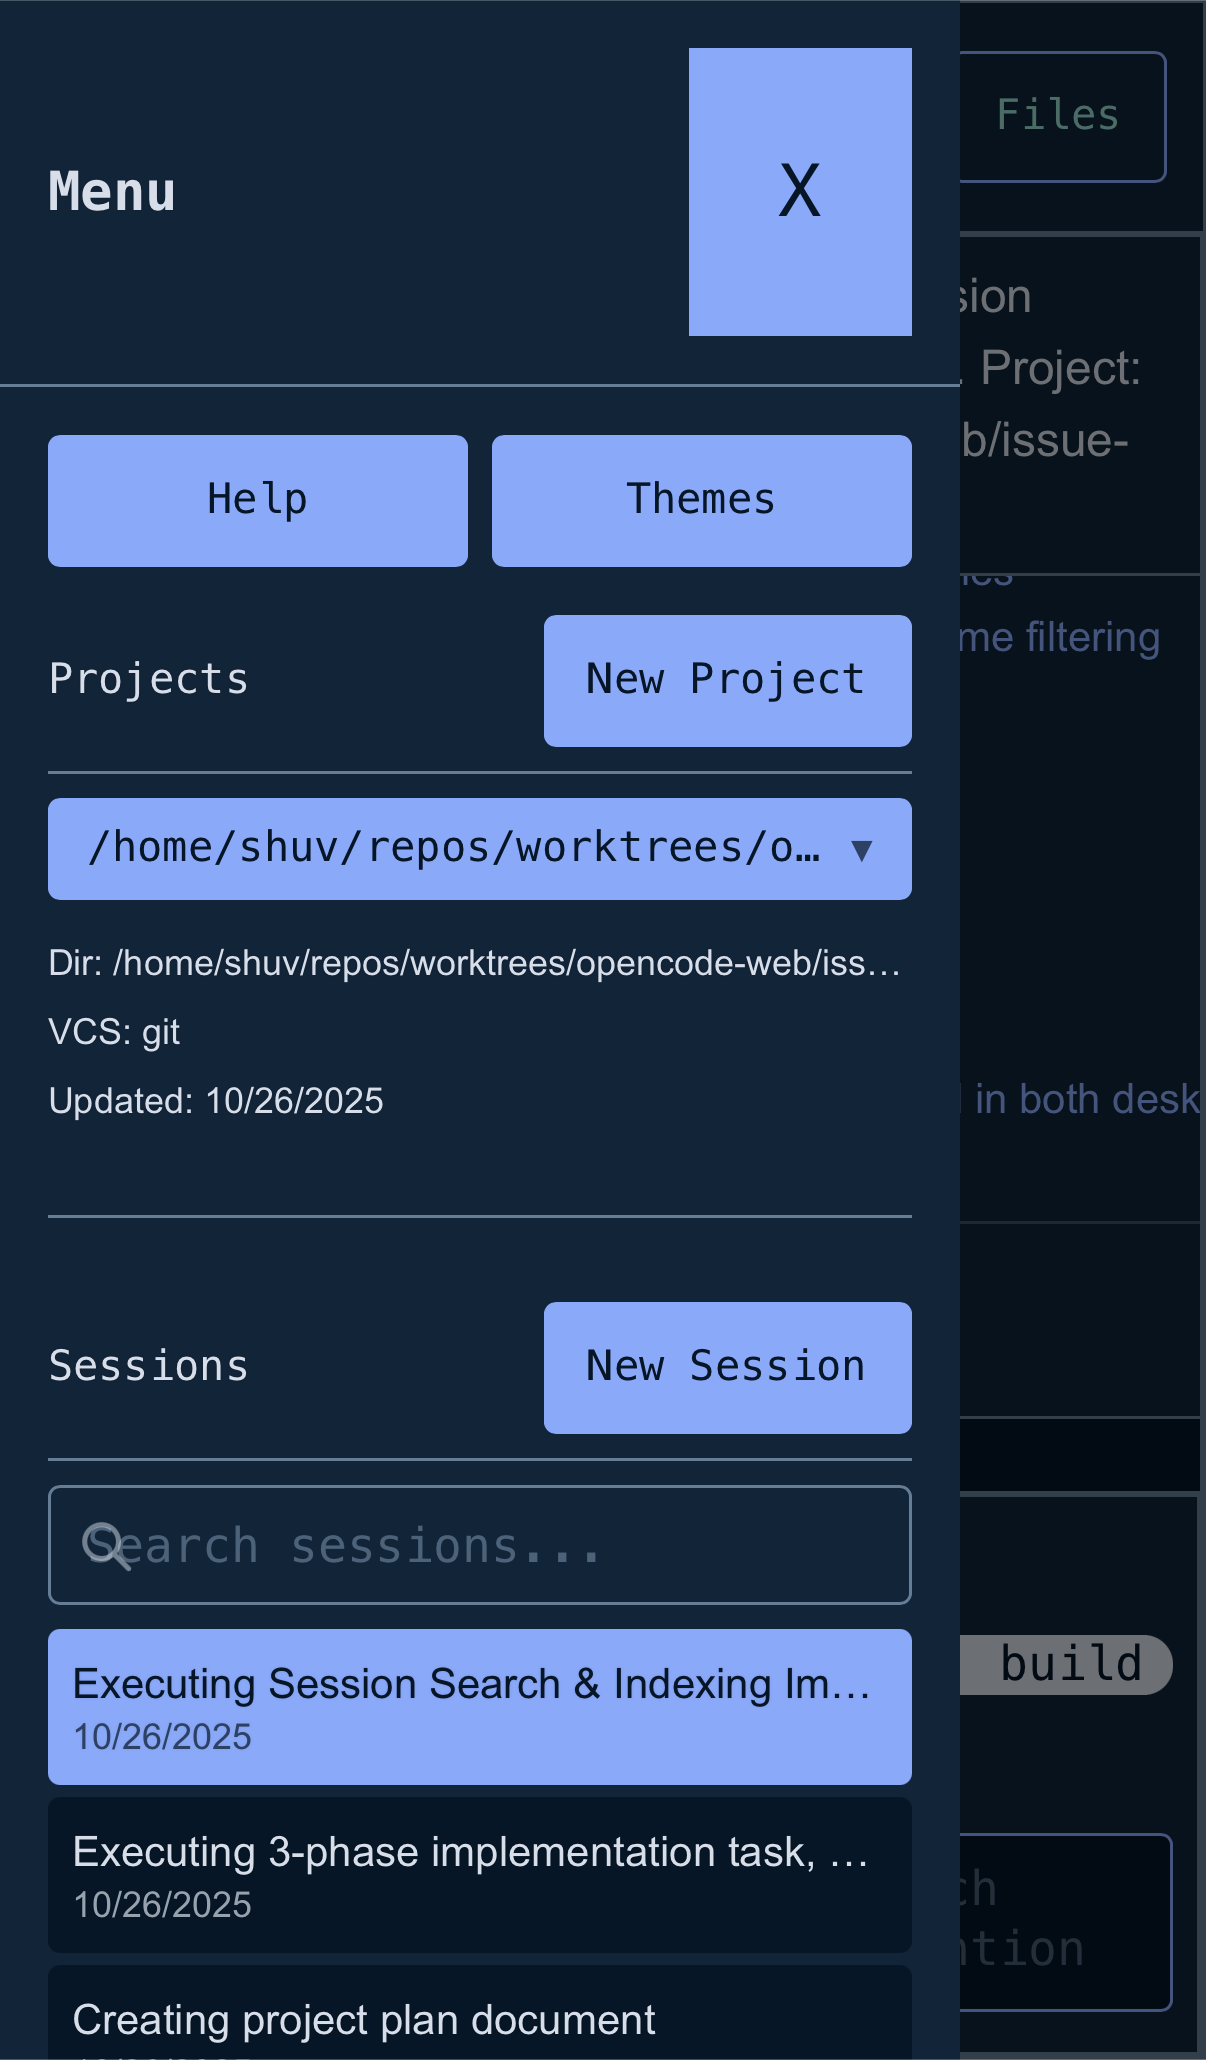 Menu
X
Files
Help
Themes
Projects
New Project
/home/shuv/repos/worktrees/o… ▼
Dir: /home/shuv/repos/worktrees/opencode-web/iss…
VCS: git
Updated: 10/26/2025
Sessions
New Session
Search sessions...
Executing Session Search & Indexing Im…
10/26/2025
Executing 3-phase implementation task, …
10/26/2025
Creating project plan document
sion
. Project:
b/issue-
me filtering
in both desk
build
ch
ntion